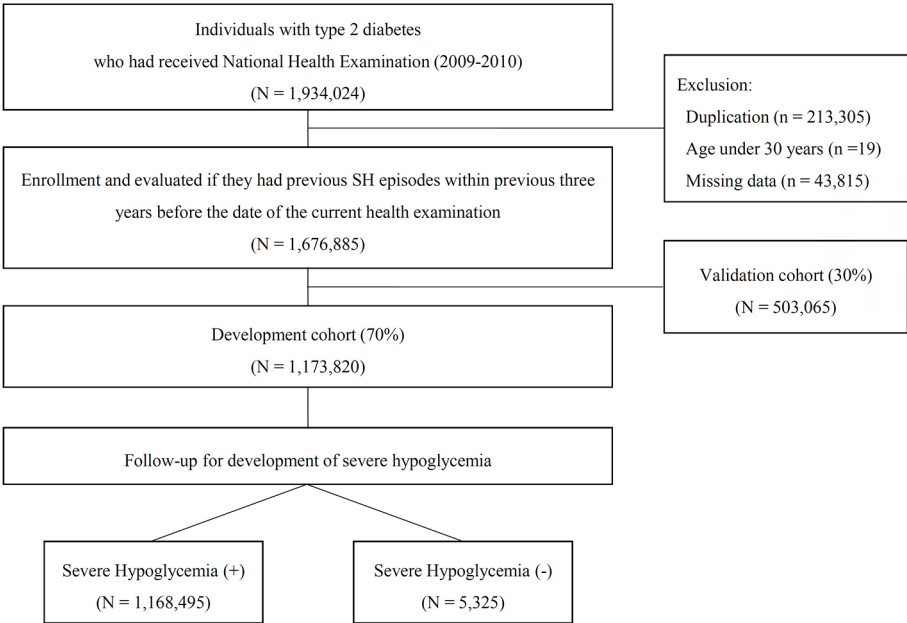 Individuals with type 2 diabetes
who had received National Health Examination (2009-2010)
(N = 1,934,024)
Exclusion:
Duplication (n = 213,305)
Age under 30 years (n =19)
Missing data (n = 43,815)
Enrollment and evaluated if they had previous SH episodes within previous three
years before the date of the current health examination
(N = 1,676,885)
Validation cohort (30%)
(N = 503,065)
Development cohort (70%)
(N = 1,173,820)
Follow-up for development of severe hypoglycemia
Severe Hypoglycemia (+)
(N = 1,168,495)
Severe Hypoglycemia (-)
(N = 5,325)